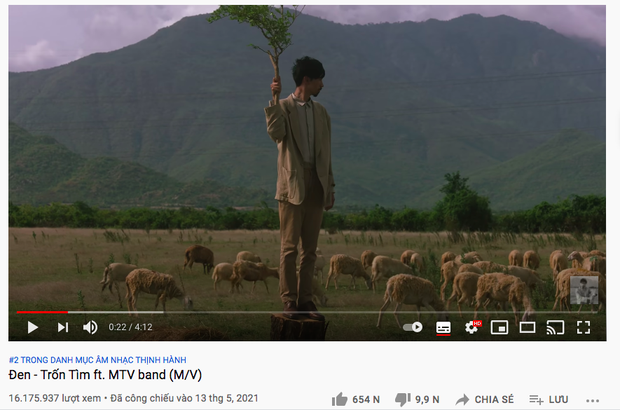 0:22 / 4:12
HD
#2 TRONG DANH MỤC ÂM NHẠC THỊNH HÀNH
Đen - Trốn Tìm ft. MTV band (M/V)
16.175.937 lượt xem • Đã công chiếu vào 13 thg 5, 2021 654 N 9,9 N CHIA SẺ LƯU